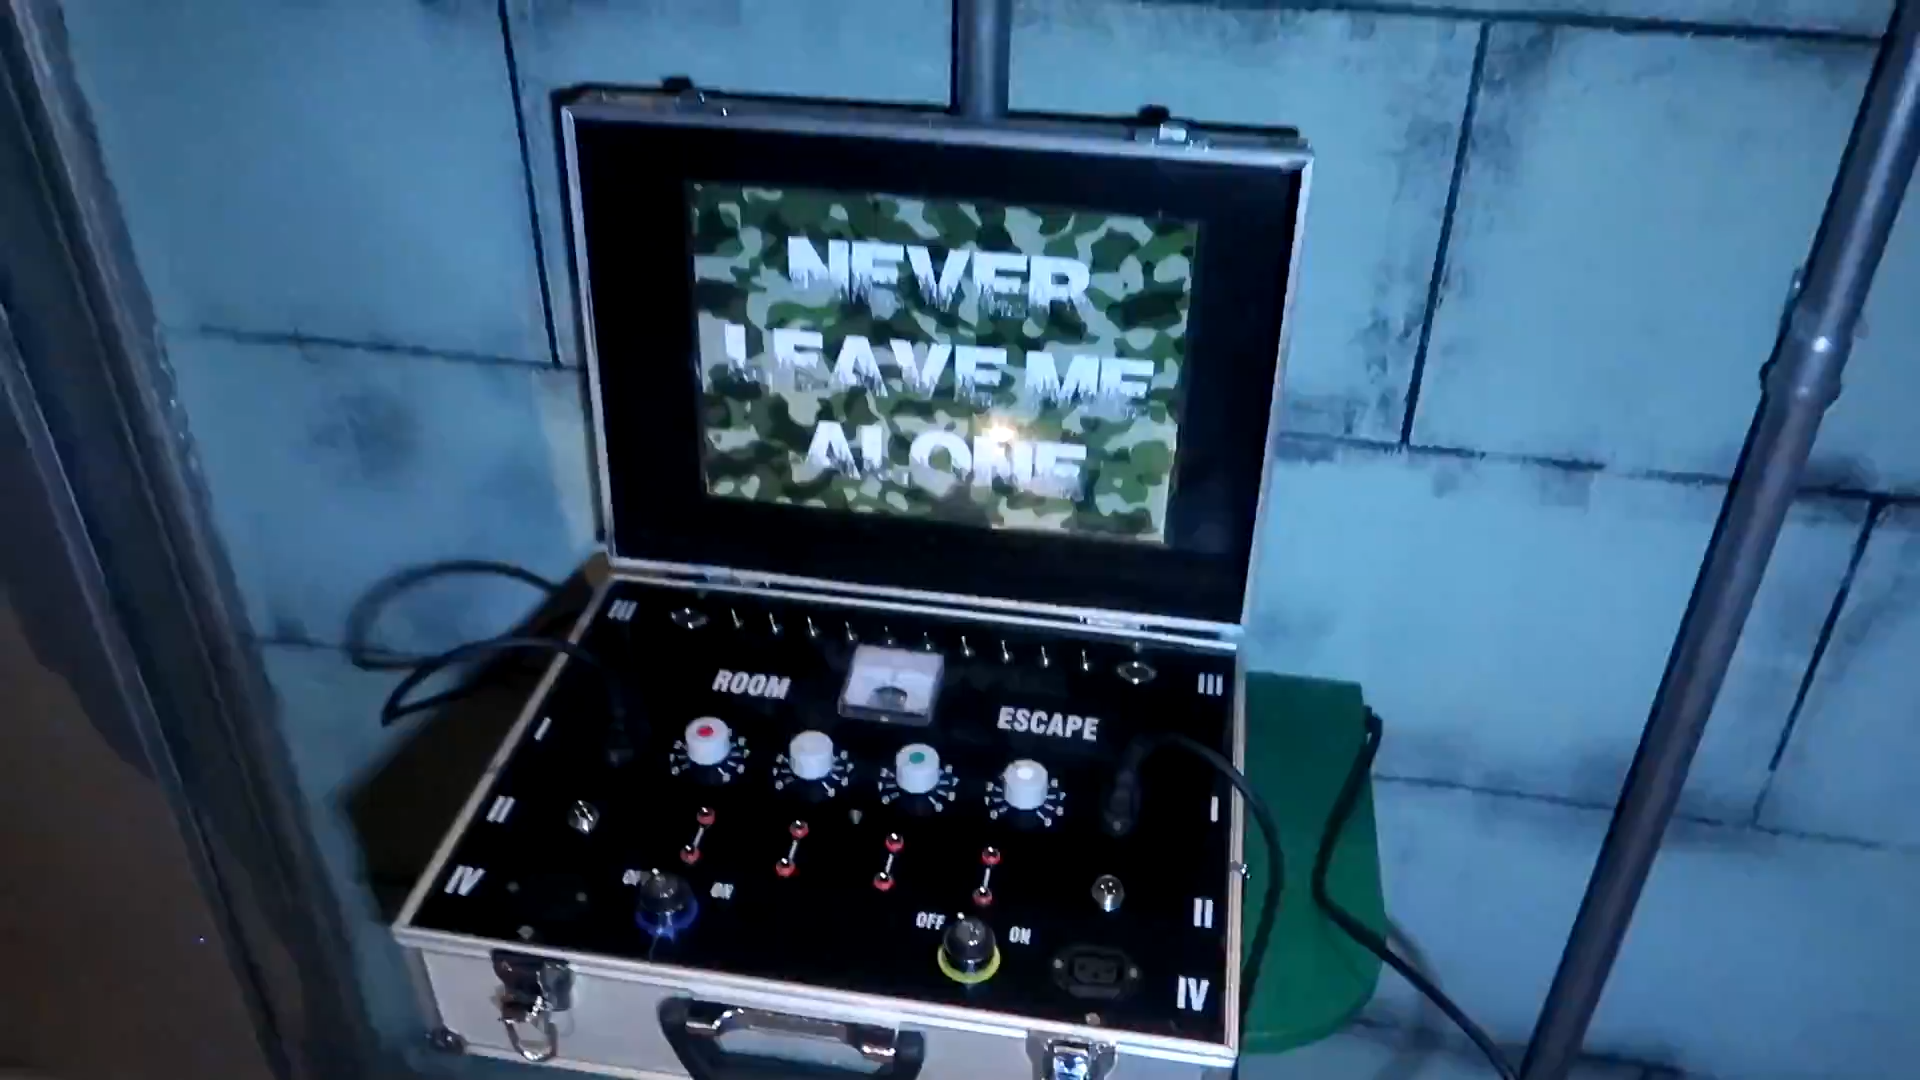 NEVER
LEAVE ME
ALONE
III
III
ROOM
ESCAPE
I
I
II
II
IV
OFF ON
OFF ON
IV